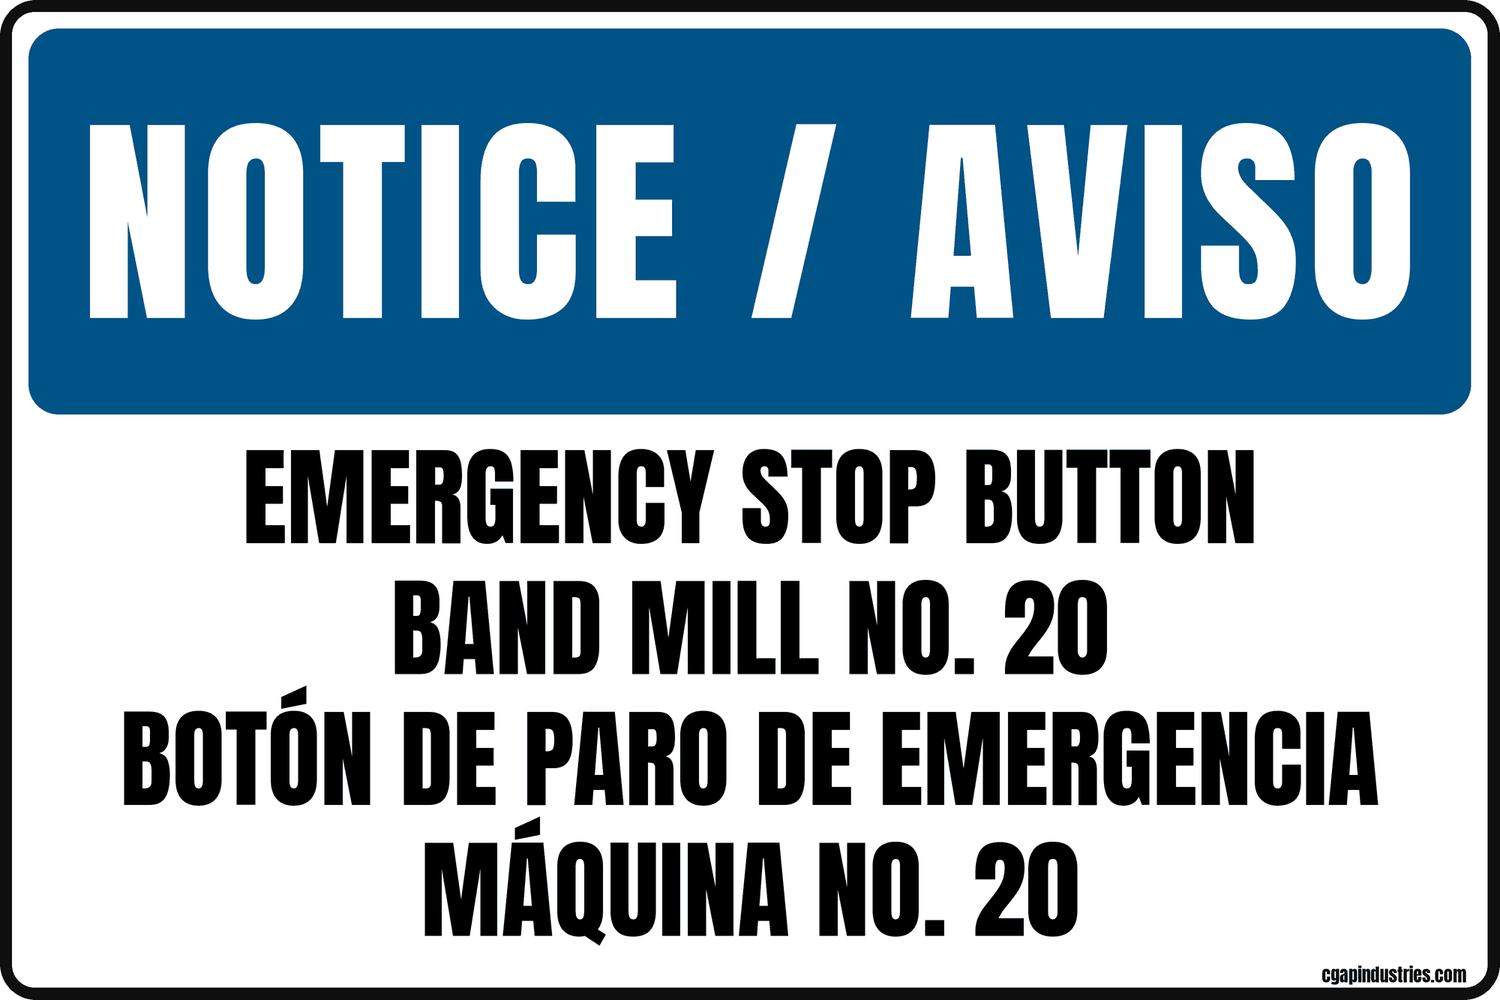 NOTICE / AVISO
EMERGENCY STOP BUTTON
BAND MILL NO. 20
BOTÓN DE PARO DE EMERGENCIA
MÁQUINA NO. 20
cgapindustries.com